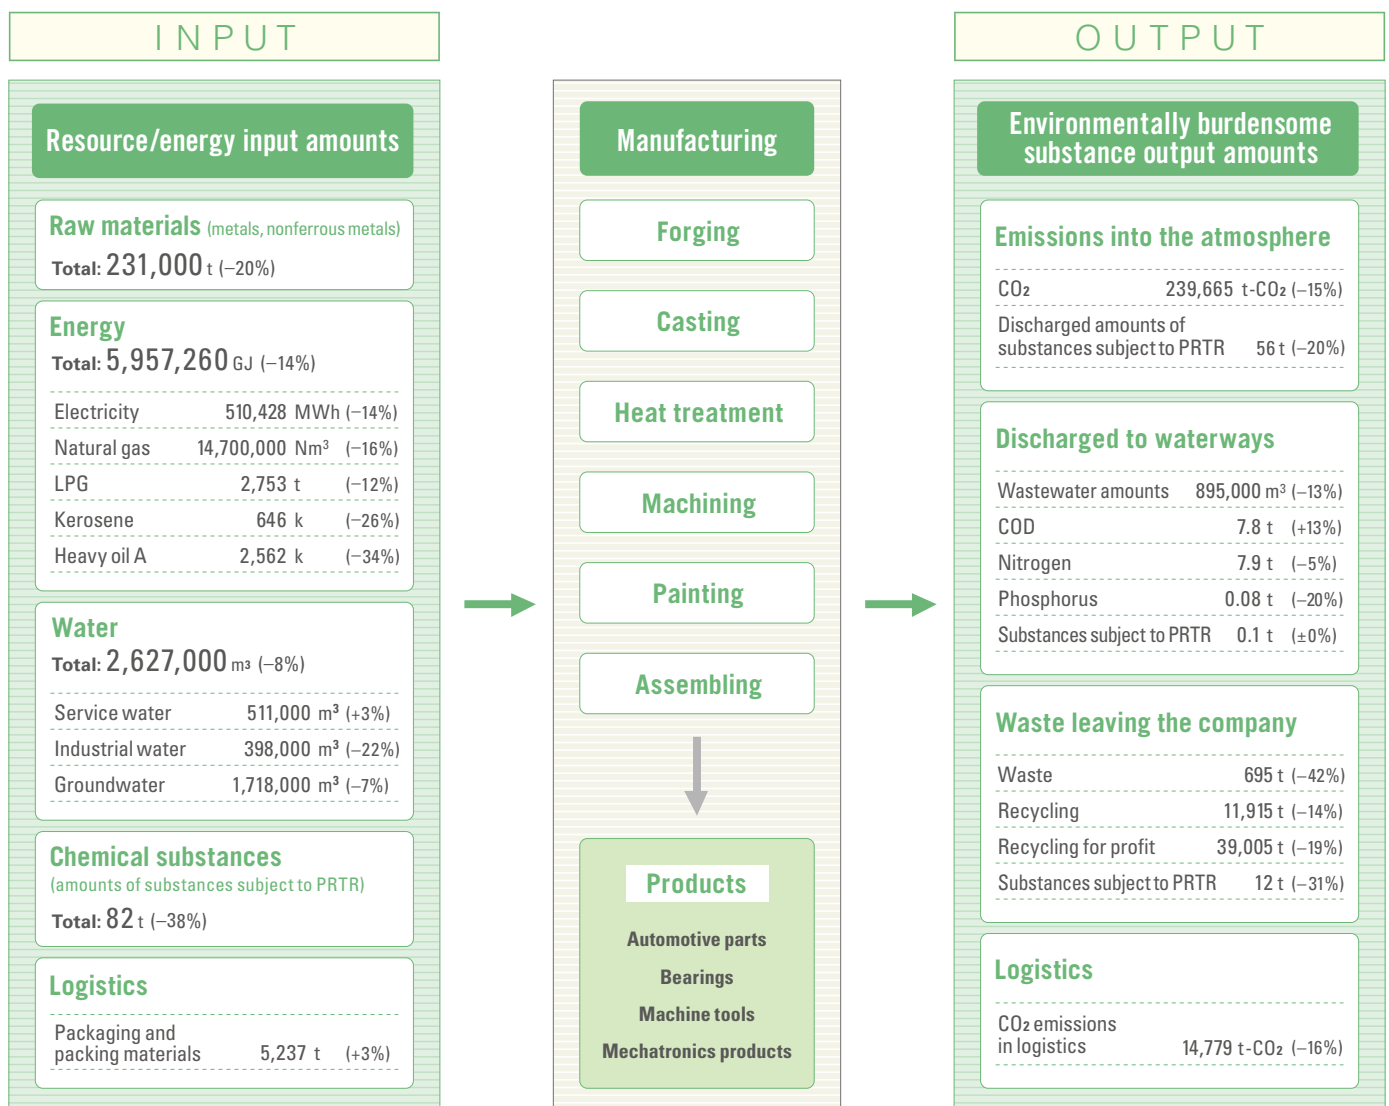 INPUT
Resource/energy input amounts
Raw materials (metals, nonferrous metals)
Total: 231,000 t (–20%)
Energy
Total: 5,957,260 GJ (–14%)
Electricity 510,428 MWh (–14%)
Natural gas 14,700,000 Nm³ (–16%)
LPG 2,753 t (–12%)
Kerosene 646 k (–26%)
Heavy oil A 2,562 k (–34%)
Water
Total: 2,627,000 m³ (–8%)
Service water 511,000 m³ (+3%)
Industrial water 398,000 m³ (–22%)
Groundwater 1,718,000 m³ (–7%)
Chemical substances
(amounts of substances subject to PRTR)
Total: 82 t (–38%)
Logistics
Packaging and
packing materials 5,237 t (+3%)
Manufacturing
Forging
Casting
Heat treatment
Machining
Painting
Assembling
Products
Automotive parts
Bearings
Machine tools
Mechatronics products
OUTPUT
Environmentally burdensome
substance output amounts
Emissions into the atmosphere
CO₂ 239,665 t-CO₂ (–15%)
Discharged amounts of
substances subject to PRTR 56 t (–20%)
Discharged to waterways
Wastewater amounts 895,000 m³ (–13%)
COD 7.8 t (+13%)
Nitrogen 7.9 t (–5%)
Phosphorus 0.08 t (–20%)
Substances subject to PRTR 0.1 t (±0%)
Waste leaving the company
Waste 695 t (–42%)
Recycling 11,915 t (–14%)
Recycling for profit 39,005 t (–19%)
Substances subject to PRTR 12 t (–31%)
Logistics
CO₂ emissions
in logistics 14,779 t-CO₂ (–16%)